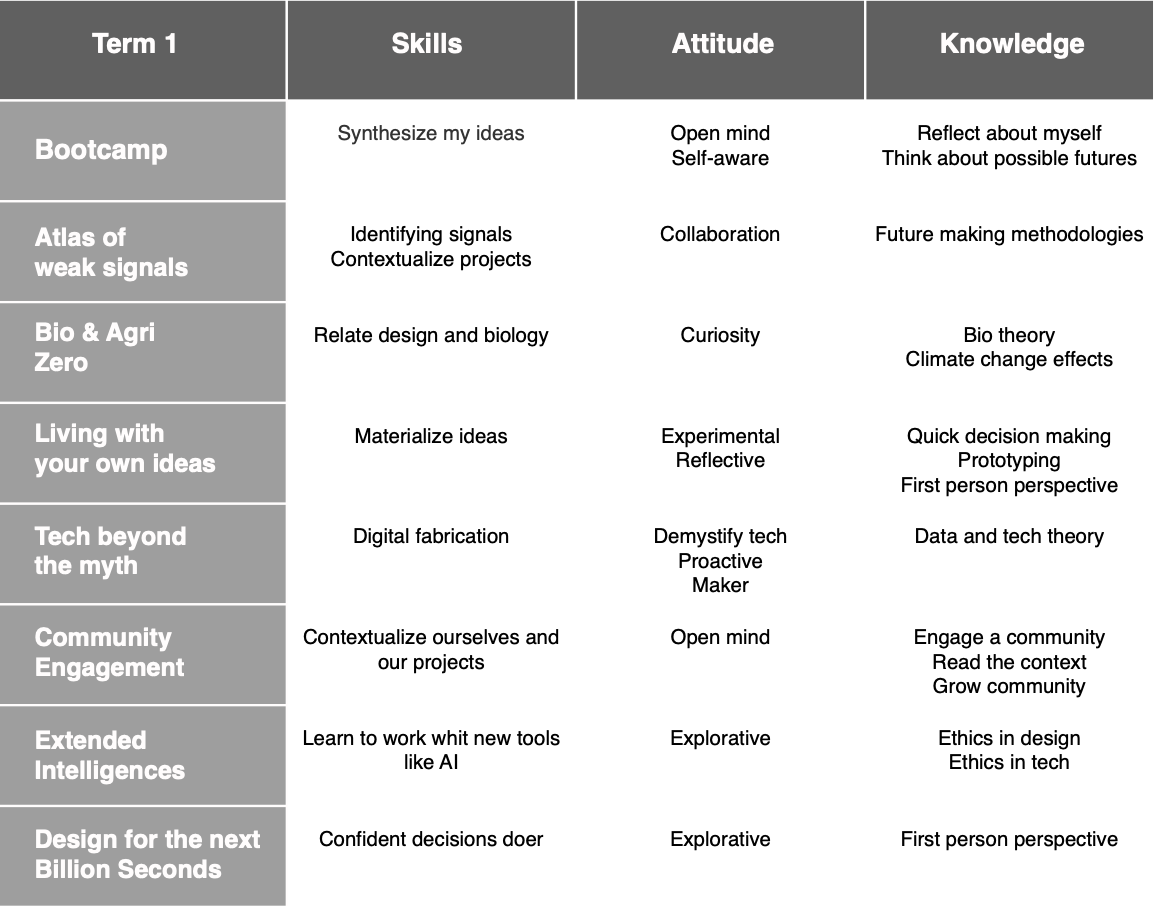 Term 1
Skills
Attitude
Knowledge
Bootcamp
Synthesize my ideas
Open mind
Self-aware
Reflect about myself
Think about possible futures
Atlas of
weak signals
Identifying signals
Contextualize projects
Collaboration
Future making methodologies
Bio & Agri
Zero
Relate design and biology
Curiosity
Bio theory
Climate change effects
Living with
your own ideas
Materialize ideas
Experimental
Reflective
Quick decision making
Prototyping
First person perspective
Tech beyond
the myth
Digital fabrication
Demystify tech
Proactive
Maker
Data and tech theory
Community
Engagement
Contextualize ourselves and
our projects
Open mind
Engage a community
Read the context
Grow community
Extended
Intelligences
Learn to work whit new tools
like AI
Explorative
Ethics in design
Ethics in tech
Design for the next
Billion Seconds
Confident decisions doer
Explorative
First person perspective